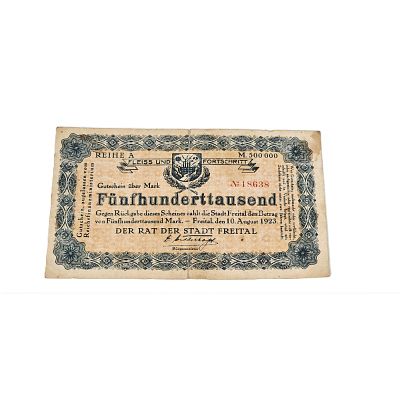 REIHE A M. 500 000
FLEISS UND FORTSCHRITT
Gutschein über Mark № 18638
Fünfhunderttausend
Gegen Rückgabe dieses Scheines zahlt die Stadt Freital den Betrag
von Fünfhunderttausend Mark. — Freital, den 10. August 1923.
DER RAT DER STADT FREITAL
Bürgermeister